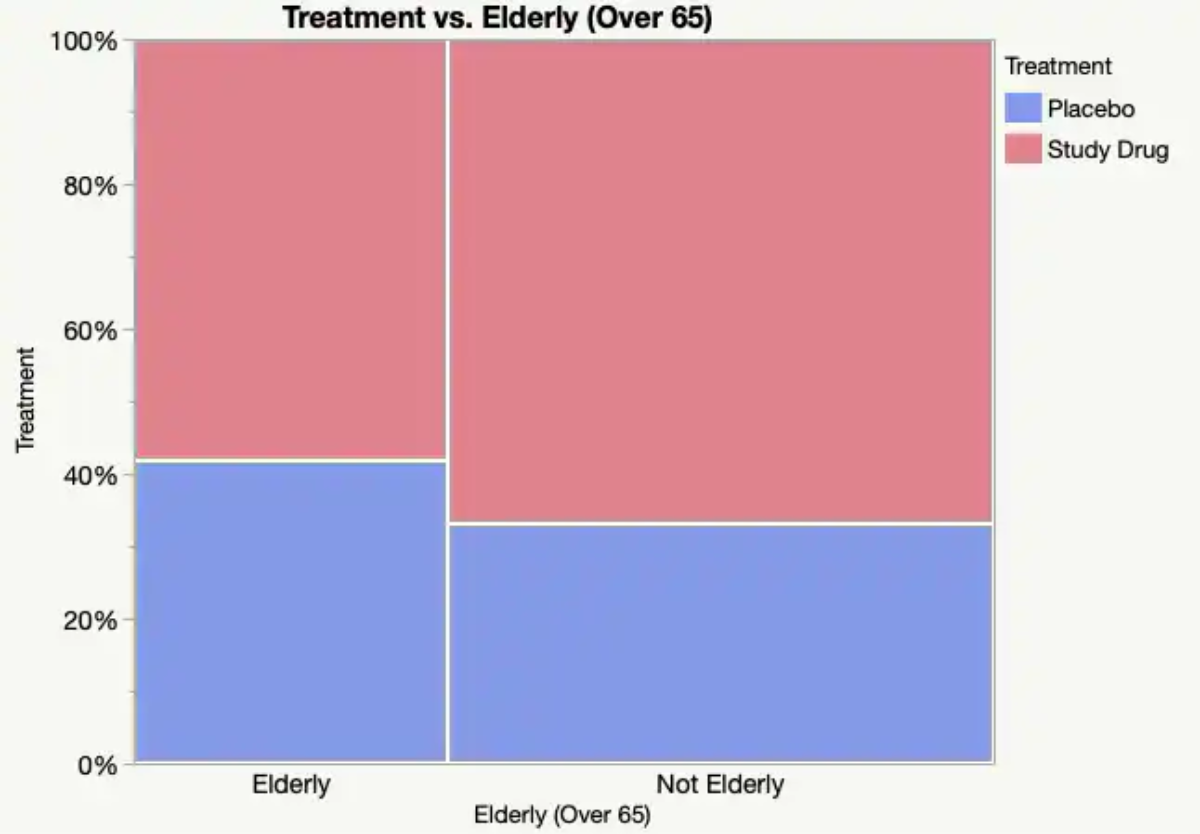 Treatment vs. Elderly (Over 65)
100%
80%
60%
40%
20%
0%
Treatment
Elderly
Not Elderly
Elderly (Over 65)
Treatment
Placebo
Study Drug